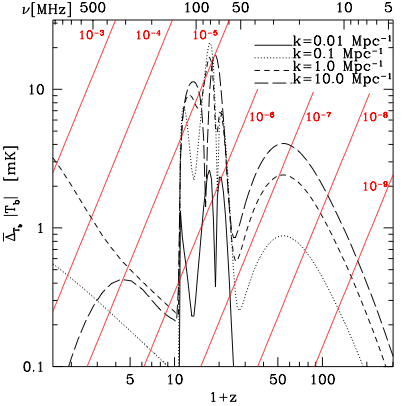 ν[MHz] 500 100 50 10 5
10⁻³ 10⁻⁴ 10⁻⁵
k=0.01 Mpc⁻¹
k=0.1 Mpc⁻¹
k=1.0 Mpc⁻¹
k=10.0 Mpc⁻¹
10⁻⁶ 10⁻⁷ 10⁻⁸
10⁻⁹
10
1
0.1
Δ̅_{T_b} |T_b| [mK]
5 10 50 100
1+z